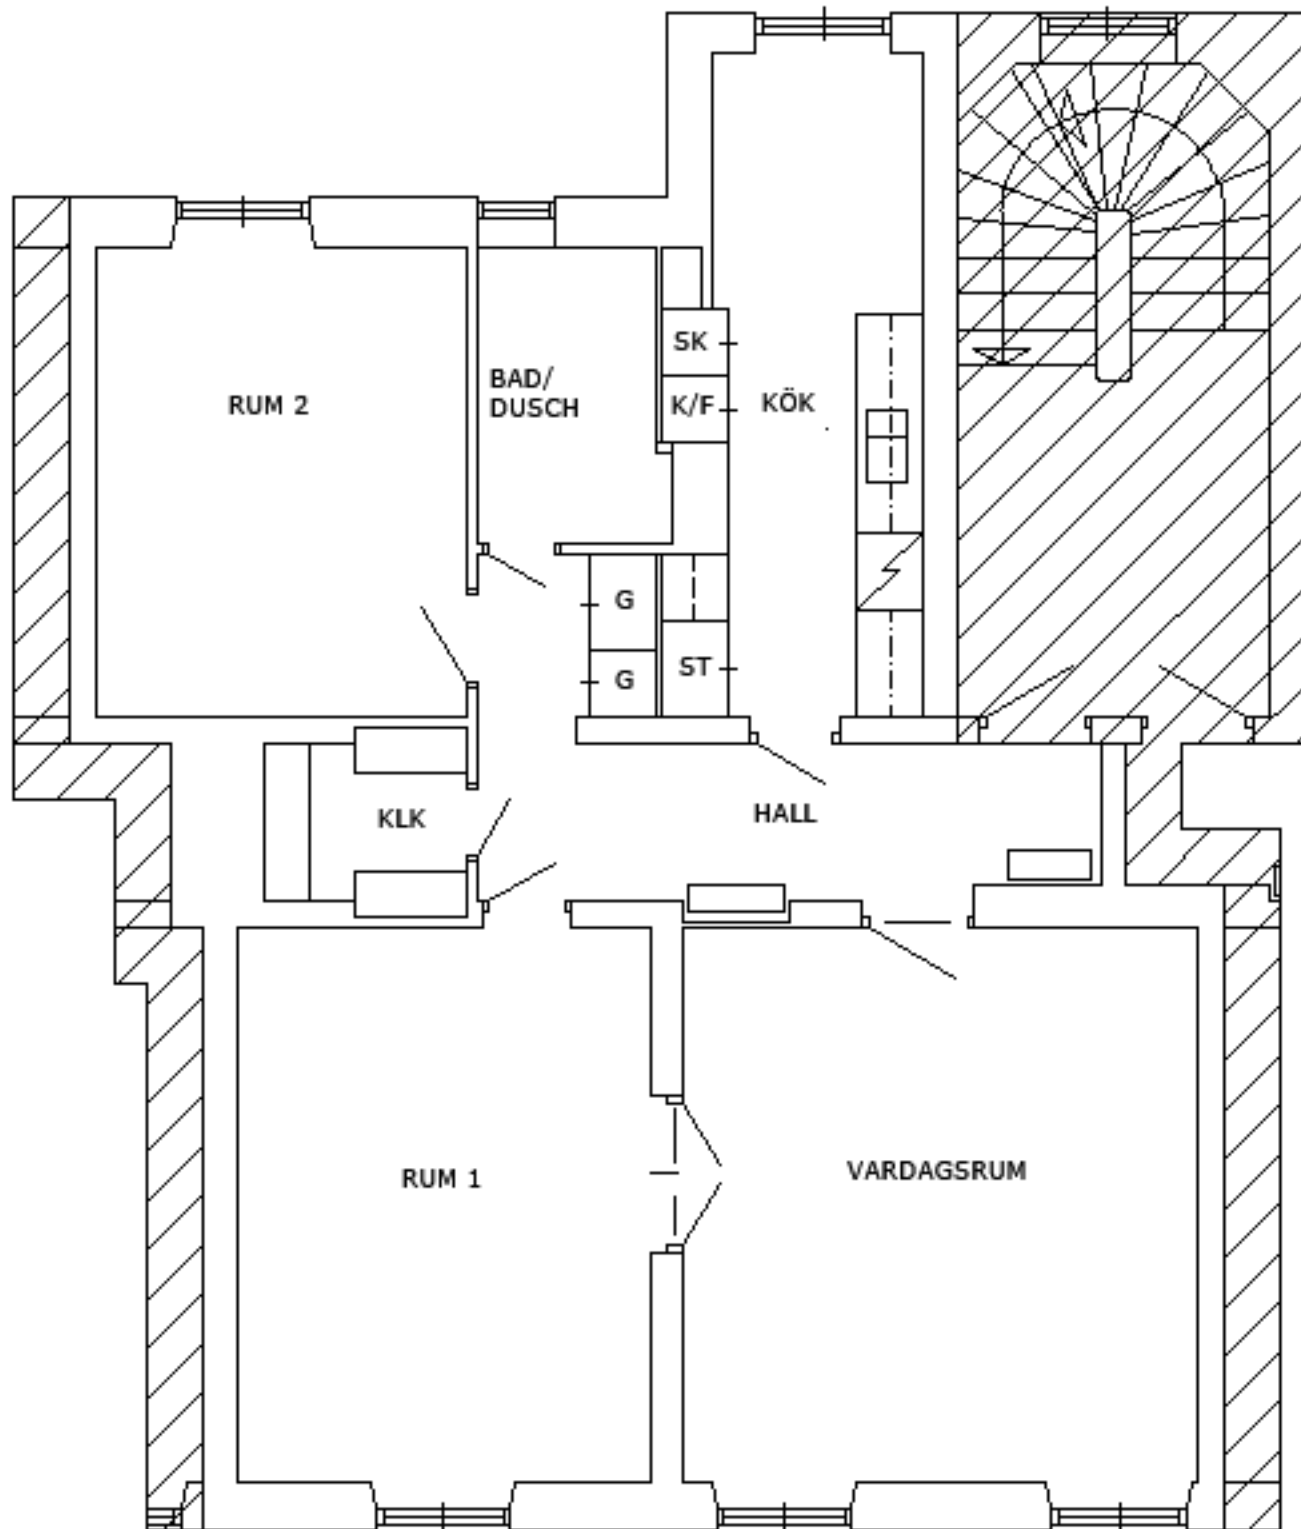 SK
BAD/
DUSCH
RUM 2
K/F
KÖK
G
ST
G
HALL
KLK
VARDAGSRUM
RUM 1